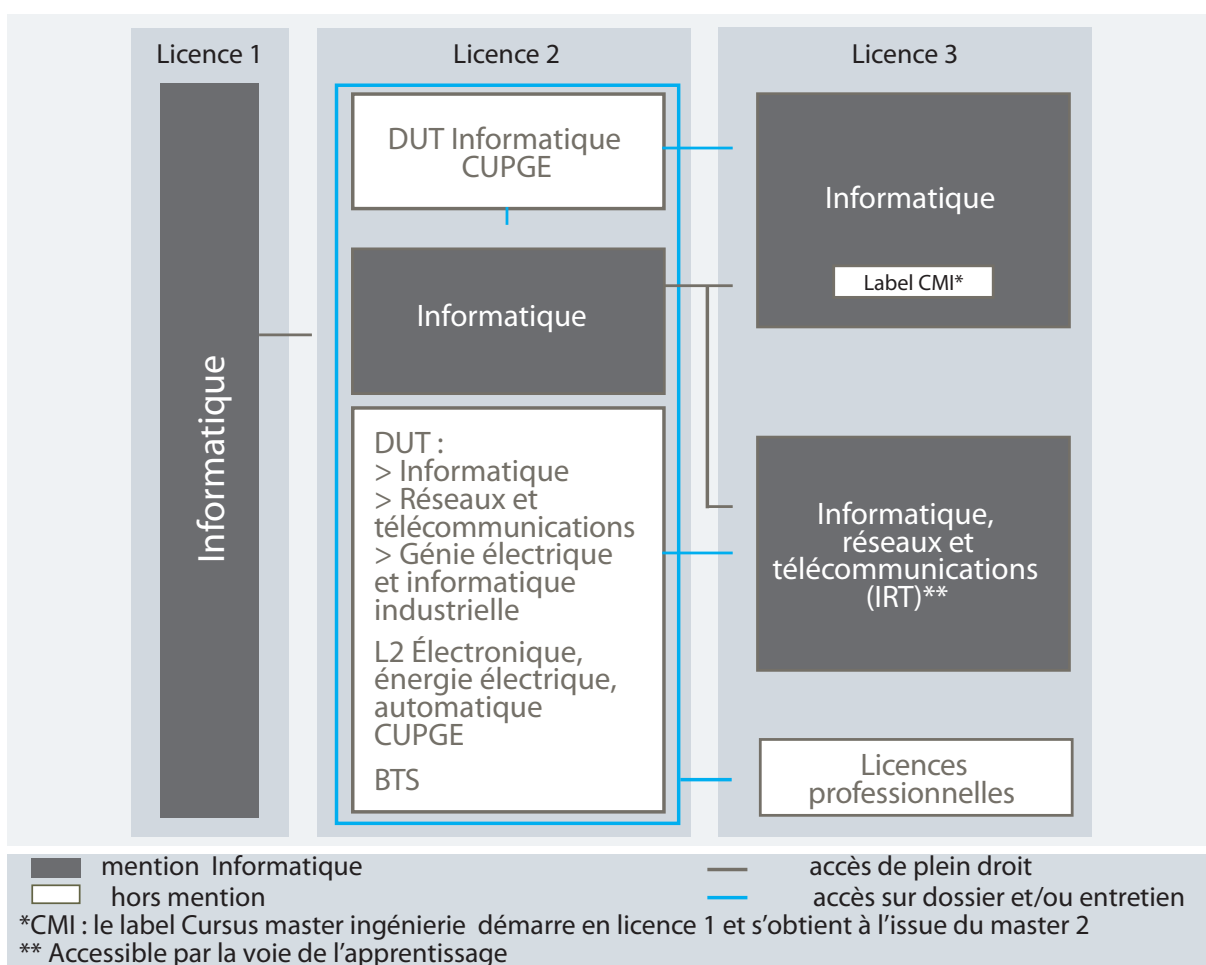 Licence 1
Licence 2
Licence 3
Informatique
DUT Informatique
CUPGE
Informatique
DUT :
> Informatique
> Réseaux et
télécommunications
> Génie électrique
et informatique
industrielle
L2 Électronique,
énergie électrique,
automatique
CUPGE
BTS
Informatique
Label CMI*
Informatique,
réseaux et
télécommunications
(IRT)**
Licences
professionnelles
mention Informatique
accès de plein droit
hors mention
accès sur dossier et/ou entretien
*CMI : le label Cursus master ingénierie démarre en licence 1 et s’obtient à l’issue du master 2
** Accessible par la voie de l’apprentissage